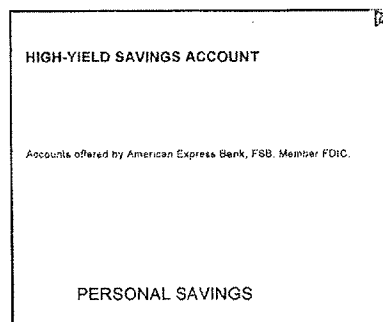 HIGH-YIELD SAVINGS ACCOUNT
Accounts offered by American Express Bank, FSB. Member FDIC.
PERSONAL SAVINGS